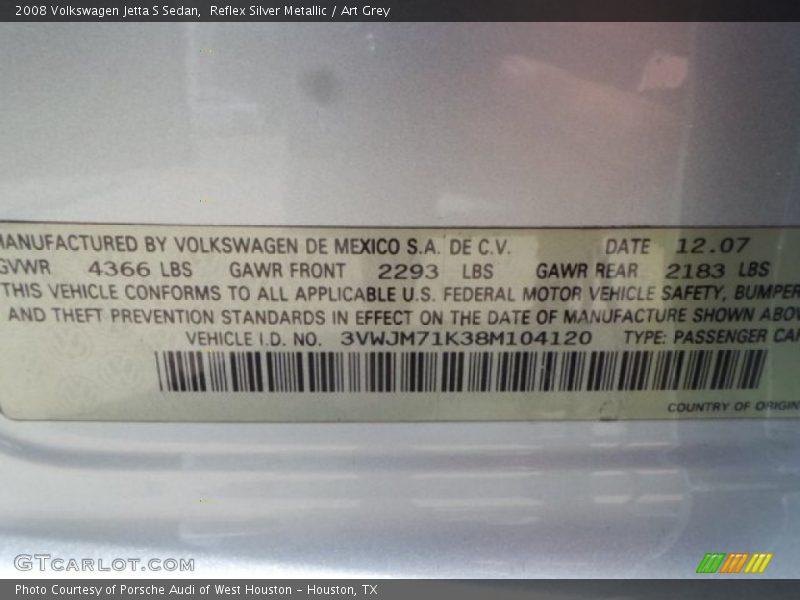 2008 Volkswagen Jetta S Sedan, Reflex Silver Metallic / Art Grey
MANUFACTURED BY VOLKSWAGEN DE MEXICO S.A. DE C.V. DATE 12.07
GVWR 4366 LBS GAWR FRONT 2293 LBS GAWR REAR 2183 LBS
THIS VEHICLE CONFORMS TO ALL APPLICABLE U.S. FEDERAL MOTOR VEHICLE SAFETY, BUMPER
AND THEFT PREVENTION STANDARDS IN EFFECT ON THE DATE OF MANUFACTURE SHOWN ABOV
VEHICLE I.D. NO. 3VWJM71K38M104120 TYPE: PASSENGER CAR
COUNTRY OF ORIGIN
GTCARLOT.COM
Photo Courtesy of Porsche Audi of West Houston - Houston, TX